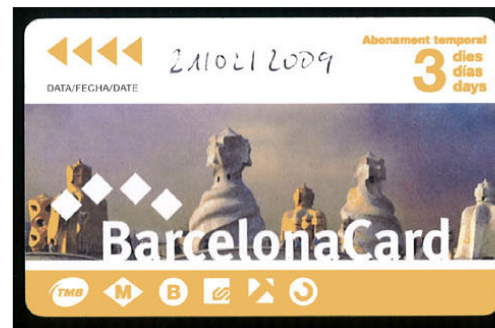 21/02/2009
DATA/FECHA/DATE
Abonament temporal
3 dies
días
days
BarcelonaCard
TMB
M
B